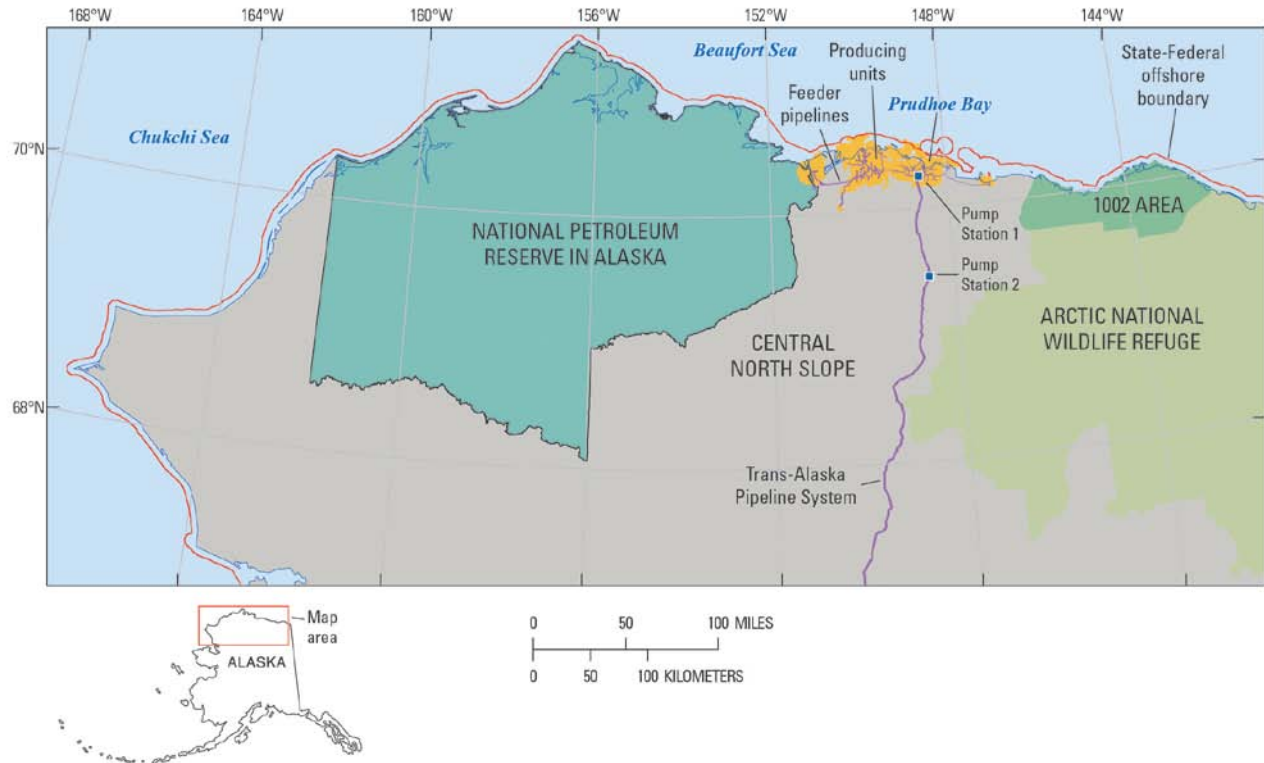 168°W
164°W
160°W
156°W
152°W
148°W
144°W
Beaufort Sea
Producing
units
State-Federal
offshore
boundary
Feeder
pipelines
Prudhoe Bay
Chukchi Sea
70°N
NATIONAL PETROLEUM
RESERVE IN ALASKA
Pump
Station 1
1002 AREA
Pump
Station 2
CENTRAL
NORTH SLOPE
ARCTIC NATIONAL
WILDLIFE REFUGE
68°N
Trans-Alaska
Pipeline System
Map
area
ALASKA
0 50 100 MILES
0 50 100 KILOMETERS